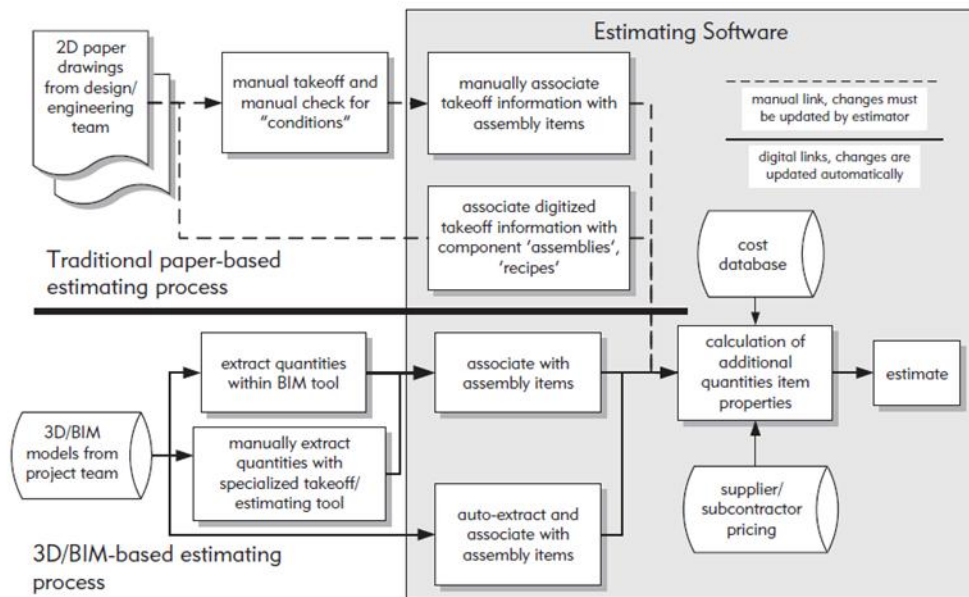 Estimating Software
2D paper
drawings
from design/
engineering
team
manual takeoff and
manual check for
“conditions”
manually associate
takeoff information with
assembly items
manual link, changes must
be updated by estimator
digital links, changes are
updated automatically
associate digitized
takeoff information with
component ‘assemblies‘,
‘recipes‘
Traditional paper-based
estimating process
cost
database
extract quantities
within BIM tool
associate with
assembly items
calculation of
additional
quantities item
properties
estimate
3D/BIM
models from
project team
manually extract
quantities with
specialized takeoff/
estimating tool
auto-extract and
associate with
assembly items
supplier/
subcontractor
pricing
3D/BIM-based estimating
process